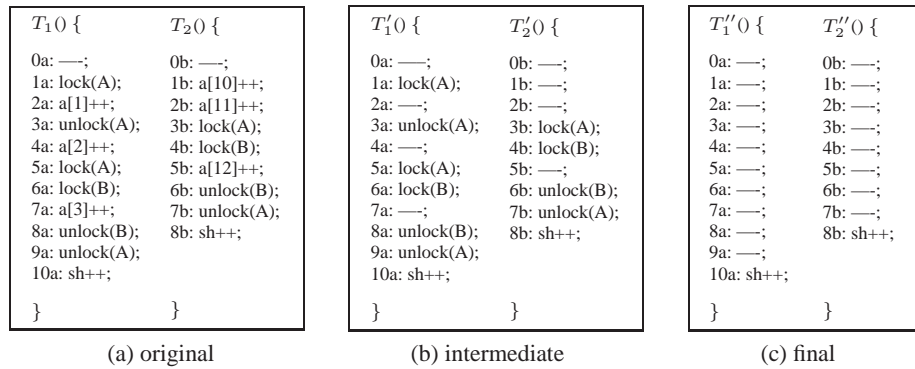 T₁() {
0a: —-;
1a: lock(A);
2a: a[1]++;
3a: unlock(A);
4a: a[2]++;
5a: lock(A);
6a: lock(B);
7a: a[3]++;
8a: unlock(B);
9a: unlock(A);
10a: sh++;
}
T₂() {
0b: —-;
1b: a[10]++;
2b: a[11]++;
3b: lock(A);
4b: lock(B);
5b: a[12]++;
6b: unlock(B);
7b: unlock(A);
8b: sh++;
}
(a) original
T₁′() {
0a: —-;
1a: lock(A);
2a: —-;
3a: unlock(A);
4a: —-;
5a: lock(A);
6a: lock(B);
7a: —-;
8a: unlock(B);
9a: unlock(A);
10a: sh++;
}
T₂′() {
0b: —-;
1b: —-;
2b: —-;
3b: lock(A);
4b: lock(B);
5b: —-;
6b: unlock(B);
7b: unlock(A);
8b: sh++;
}
(b) intermediate
T₁″() {
0a: —-;
1a: —-;
2a: —-;
3a: —-;
4a: —-;
5a: —-;
6a: —-;
7a: —-;
8a: —-;
9a: —-;
10a: sh++;
}
T₂″() {
0b: —-;
1b: —-;
2b: —-;
3b: —-;
4b: —-;
5b: —-;
6b: —-;
7b: —-;
8b: sh++;
}
(c) final